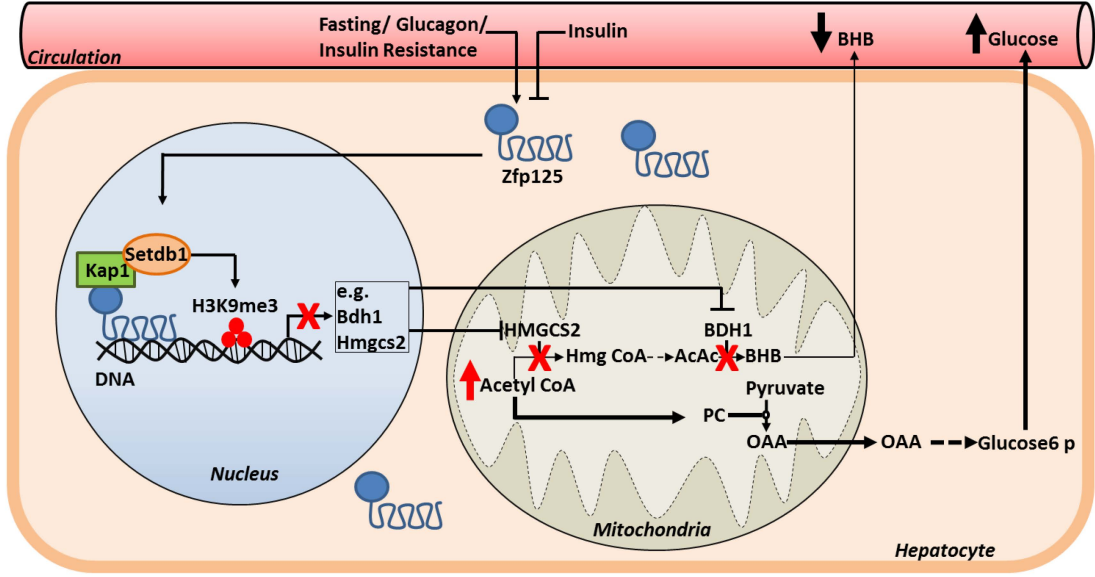 Fasting/ Glucagon/
Insulin Resistance
Insulin
BHB
Glucose
Circulation
Zfp125
Setdb1
Kap1
H3K9me3
e.g.
Bdh1
Hmgcs2
DNA
HMGCS2
BDH1
Hmg CoA
AcAc
BHB
Acetyl CoA
Pyruvate
PC
OAA
OAA
Glucose6 p
Nucleus
Mitochondria
Hepatocyte